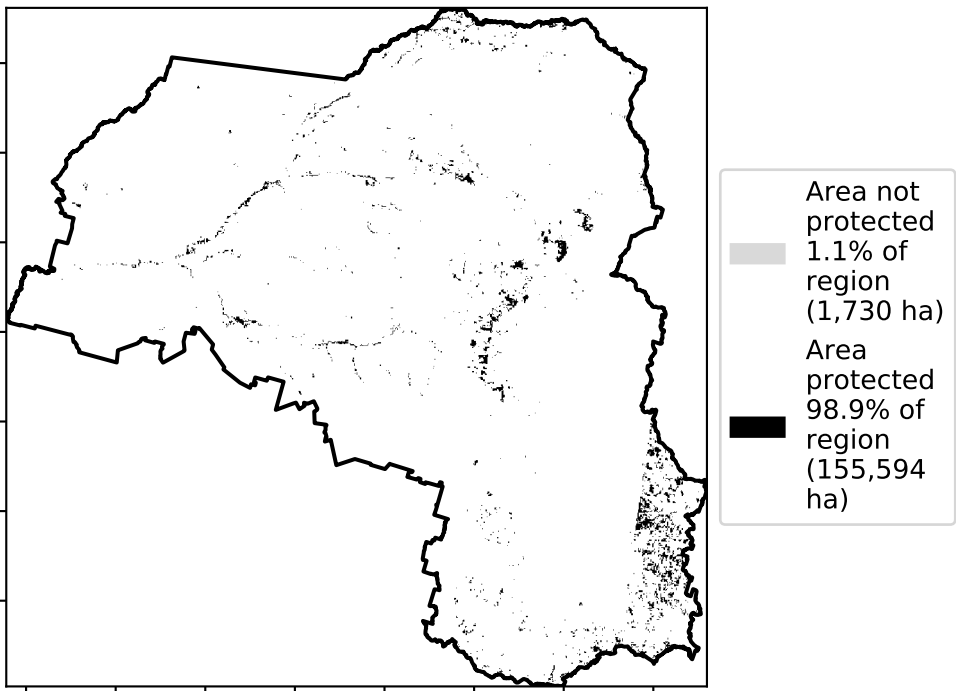 Area not
protected
1.1% of
region
(1,730 ha)
Area
protected
98.9% of
region
(155,594
ha)